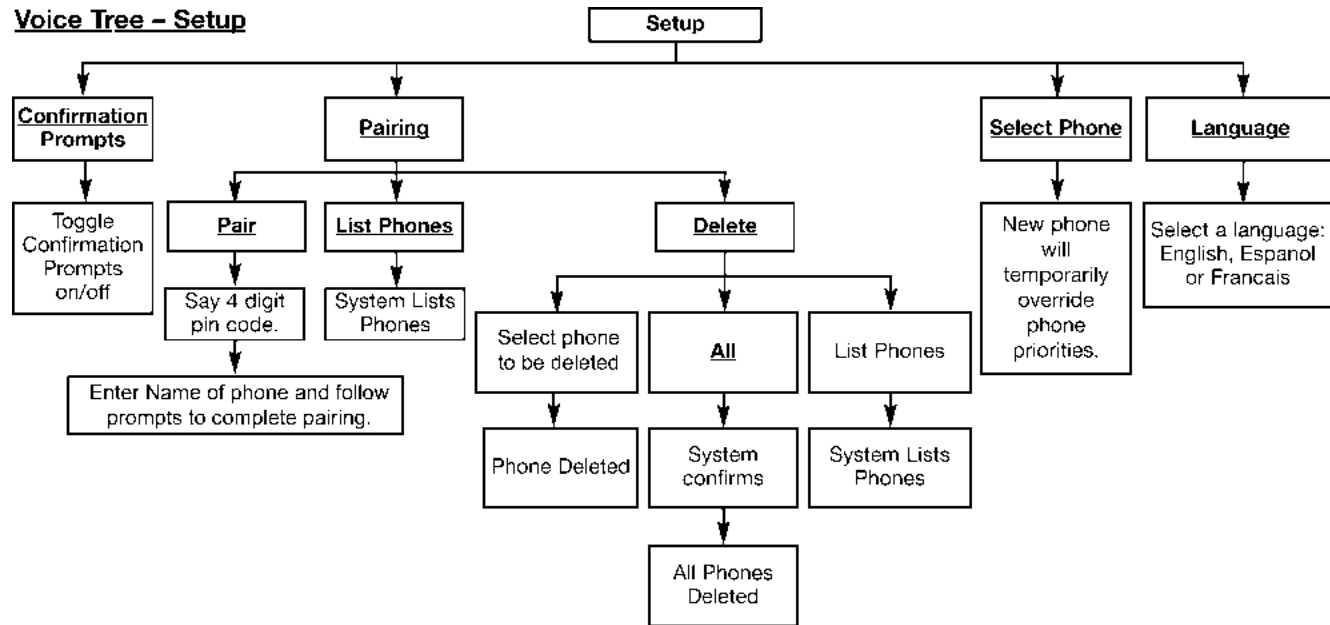 Voice Tree – Setup
Setup
Confirmation
Prompts
Pairing
Select Phone
Language
Toggle
Confirmation
Prompts
on/off
Pair
List Phones
Delete
New phone
will
temporarily
override
phone
priorities.
Select a language:
English, Espanol
or Francais
Say 4 digit
pin code.
System Lists
Phones
Select phone
to be deleted
All
List Phones
Enter Name of phone and follow
prompts to complete pairing.
Phone Deleted
System
confirms
System Lists
Phones
All Phones
Deleted